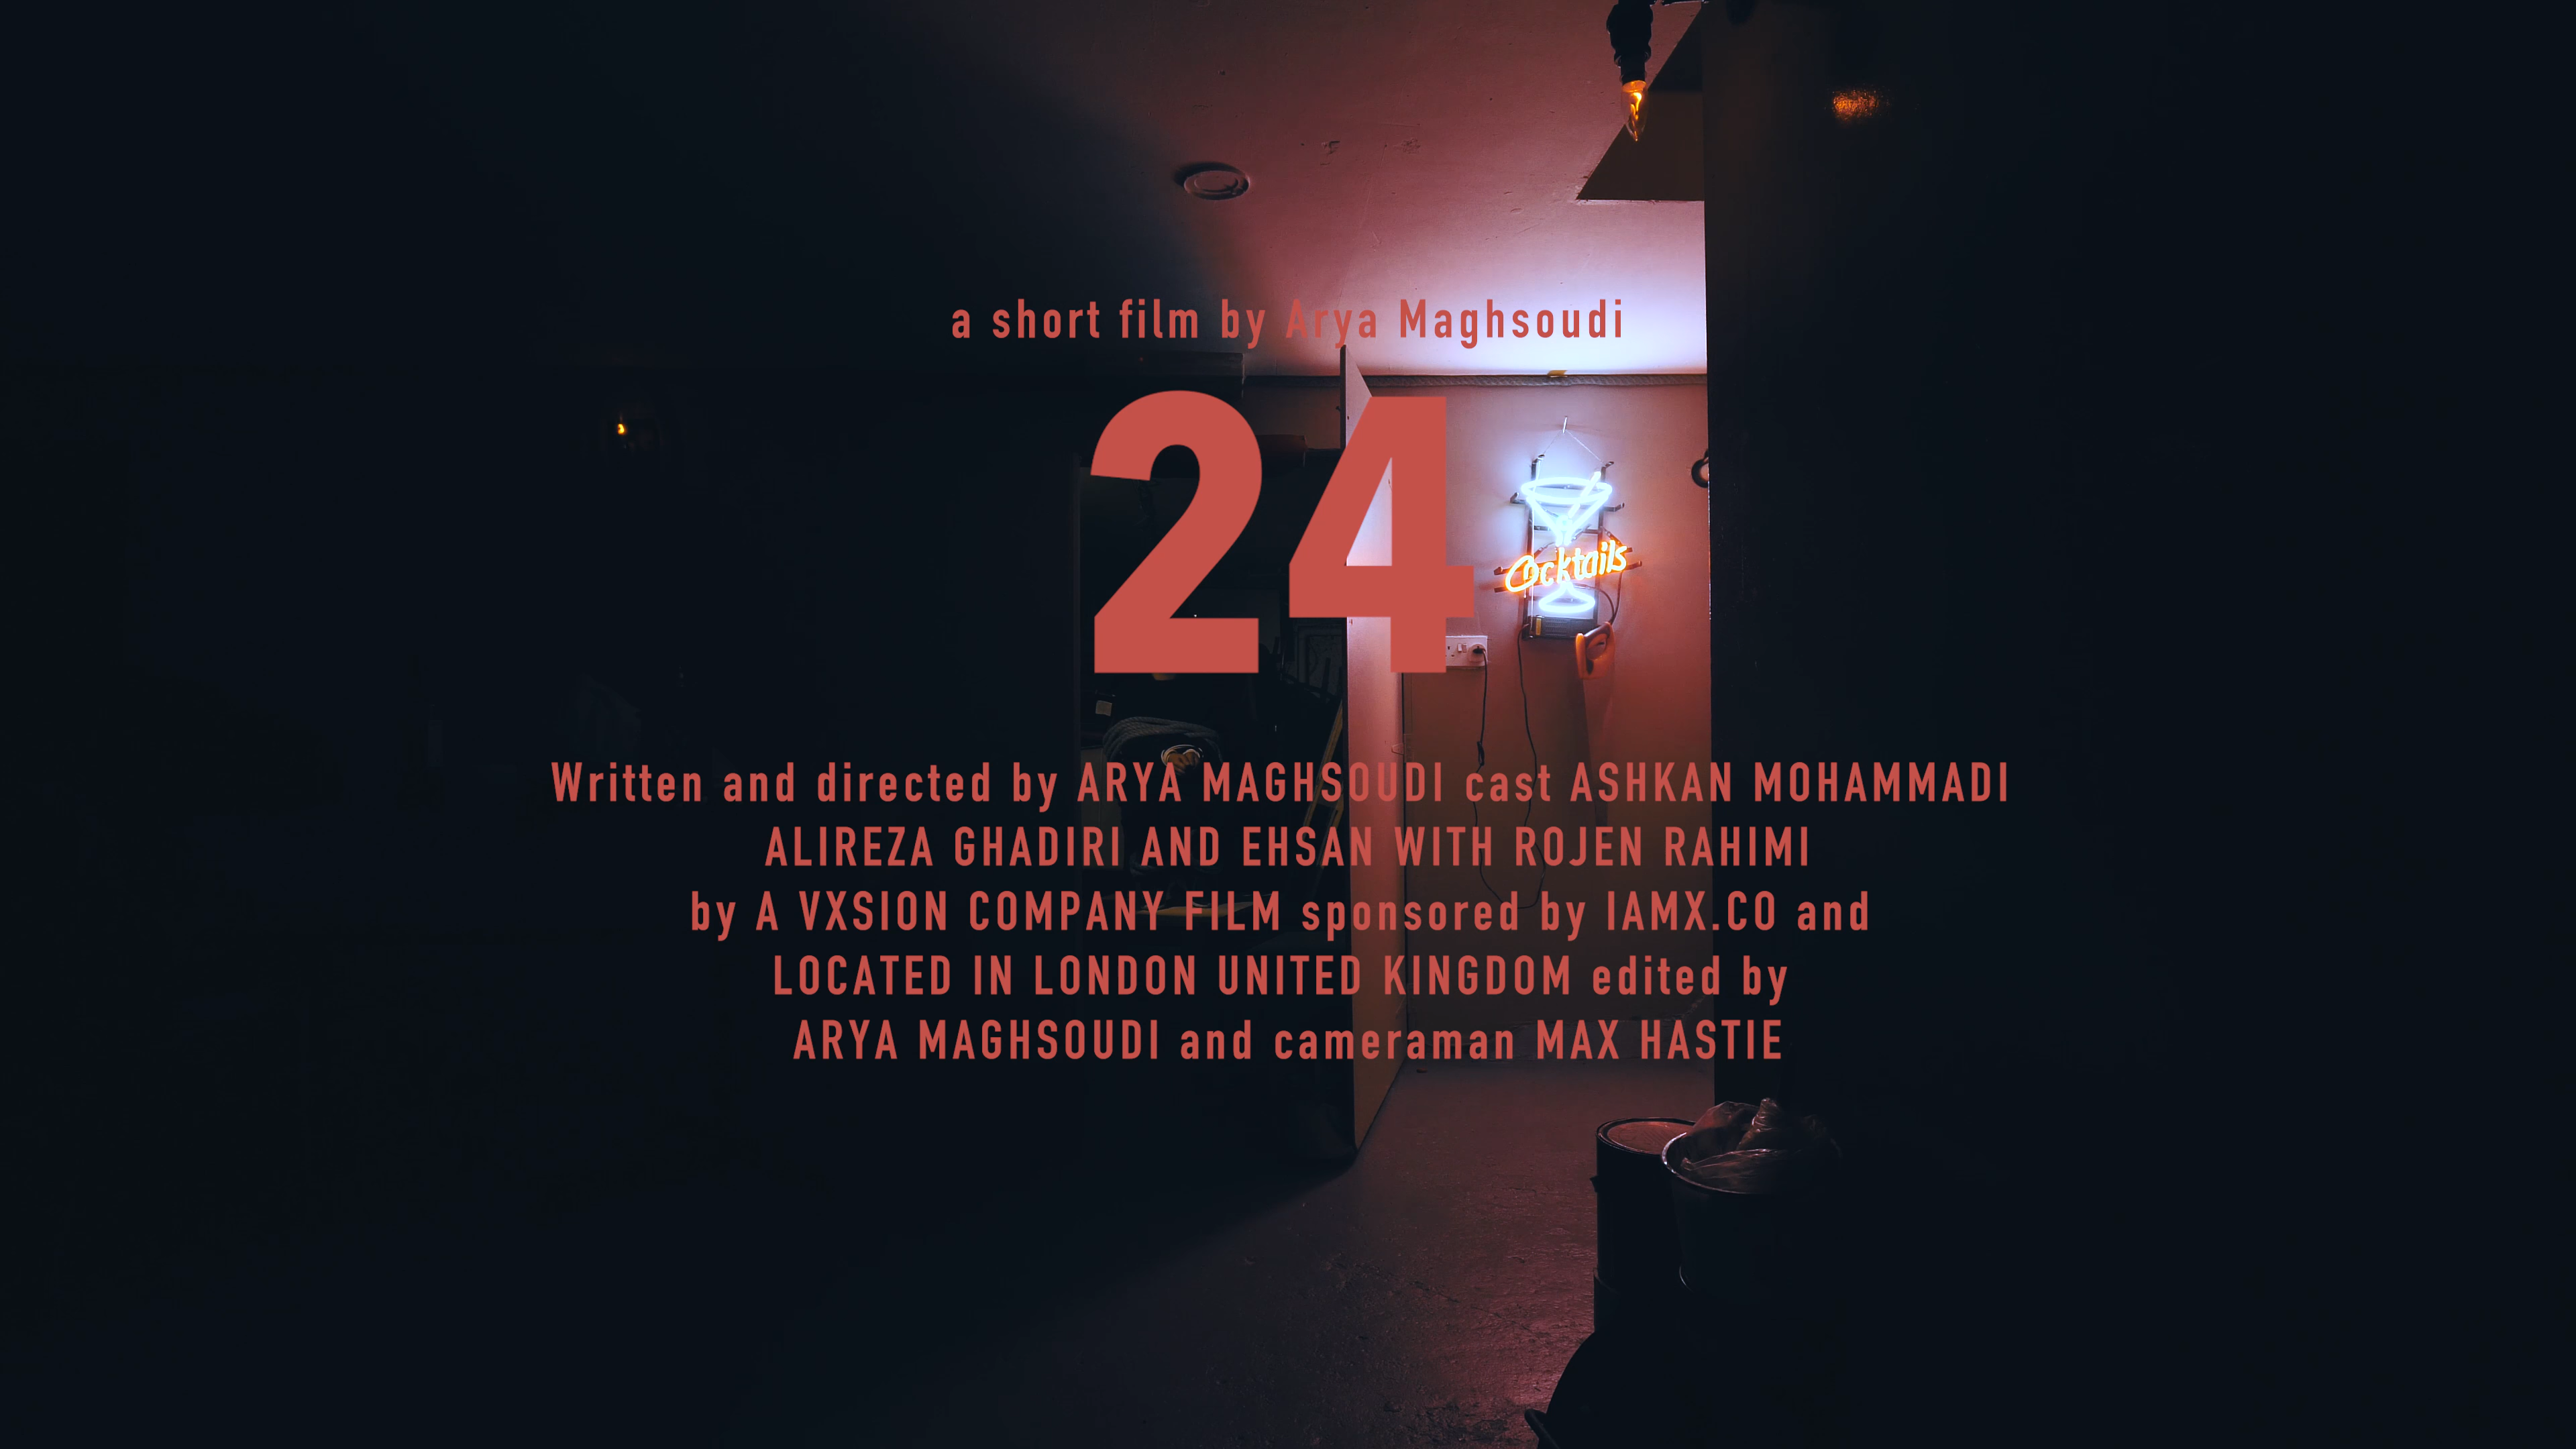 a short film by Arya Maghsoudi
24
Cocktails
Written and directed by ARYA MAGHSOUDI cast ASHKAN MOHAMMADI
ALIREZA GHADIRI AND EHSAN WITH ROJEN RAHIMI
by A VXSION COMPANY FILM sponsored by IAMX.CO and
LOCATED IN LONDON UNITED KINGDOM edited by
ARYA MAGHSOUDI and cameraman MAX HASTIE